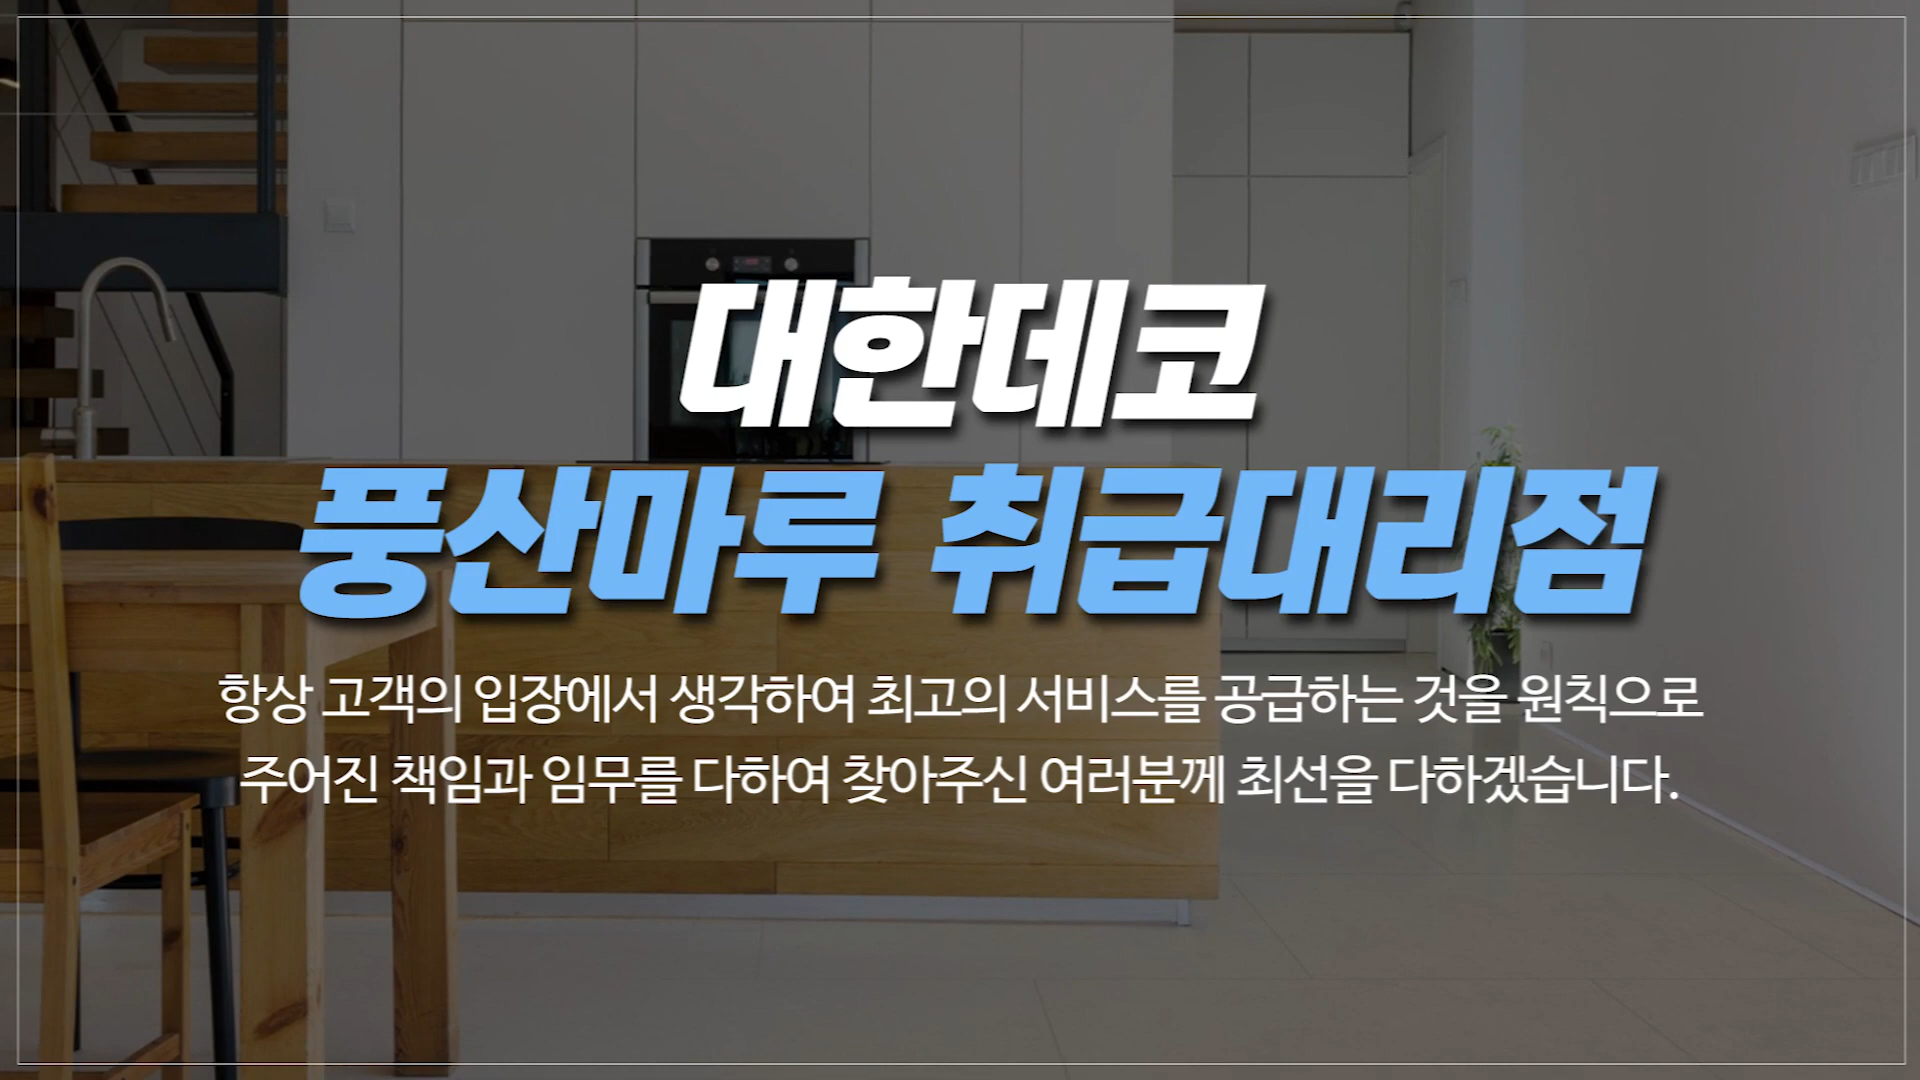 대한데코
풍산마루 취급대리점
항상 고객의 입장에서 생각하여 최고의 서비스를 공급하는 것을 원칙으로
주어진 책임과 임무를 다하여 찾아주신 여러분께 최선을 다하겠습니다.